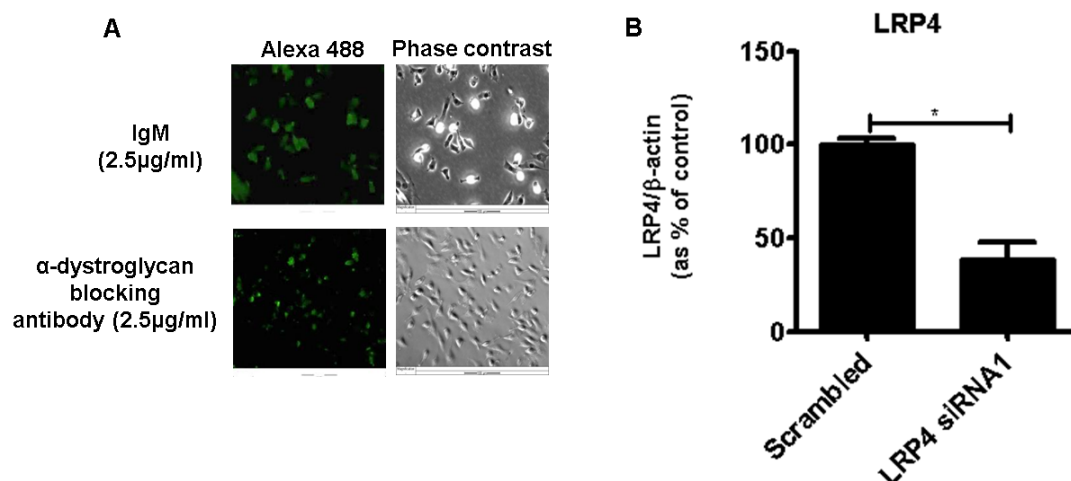 A
Alexa 488
Phase contrast
IgM
(2.5µg/ml)
α-dystroglycan
blocking
antibody (2.5µg/ml)
B
LRP4
LRP4/β-actin
(as % of control)
150
100
50
0
*
Scrambled
LRP4 siRNA1